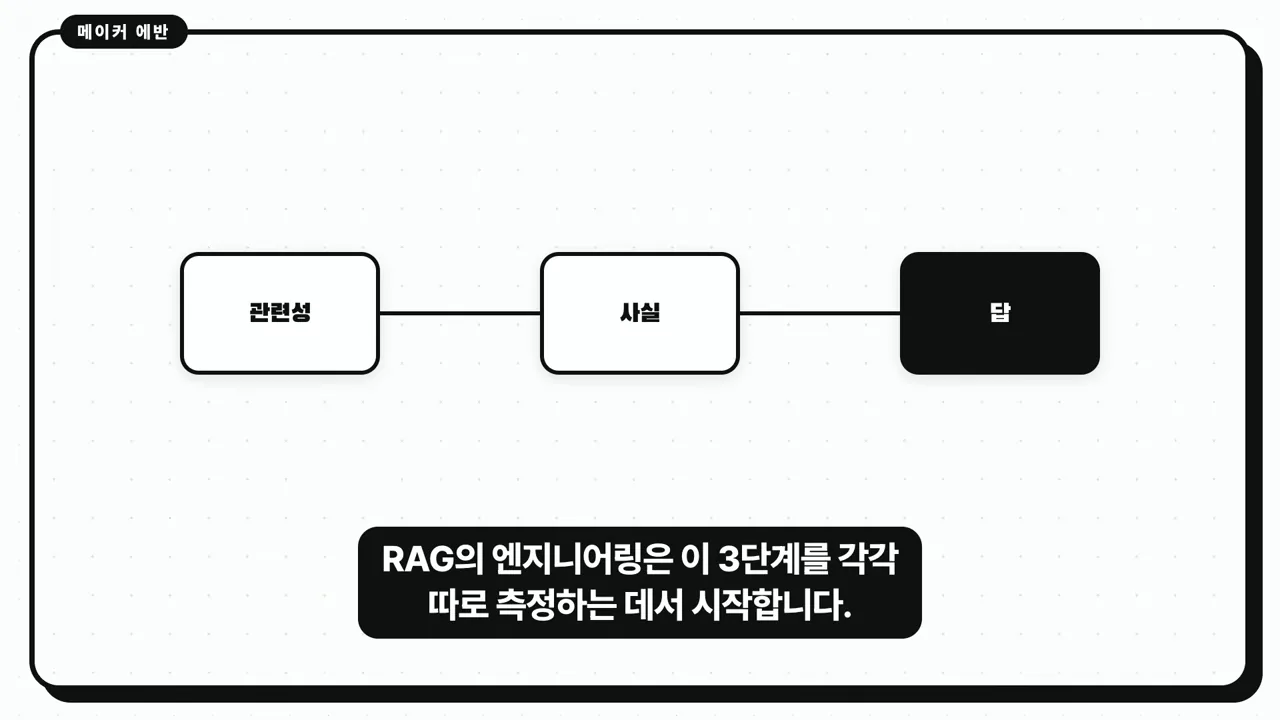 메이커 에반
관련성
사실
답
RAG의 엔지니어링은 이 3단계를 각각
따로 측정하는 데서 시작합니다.